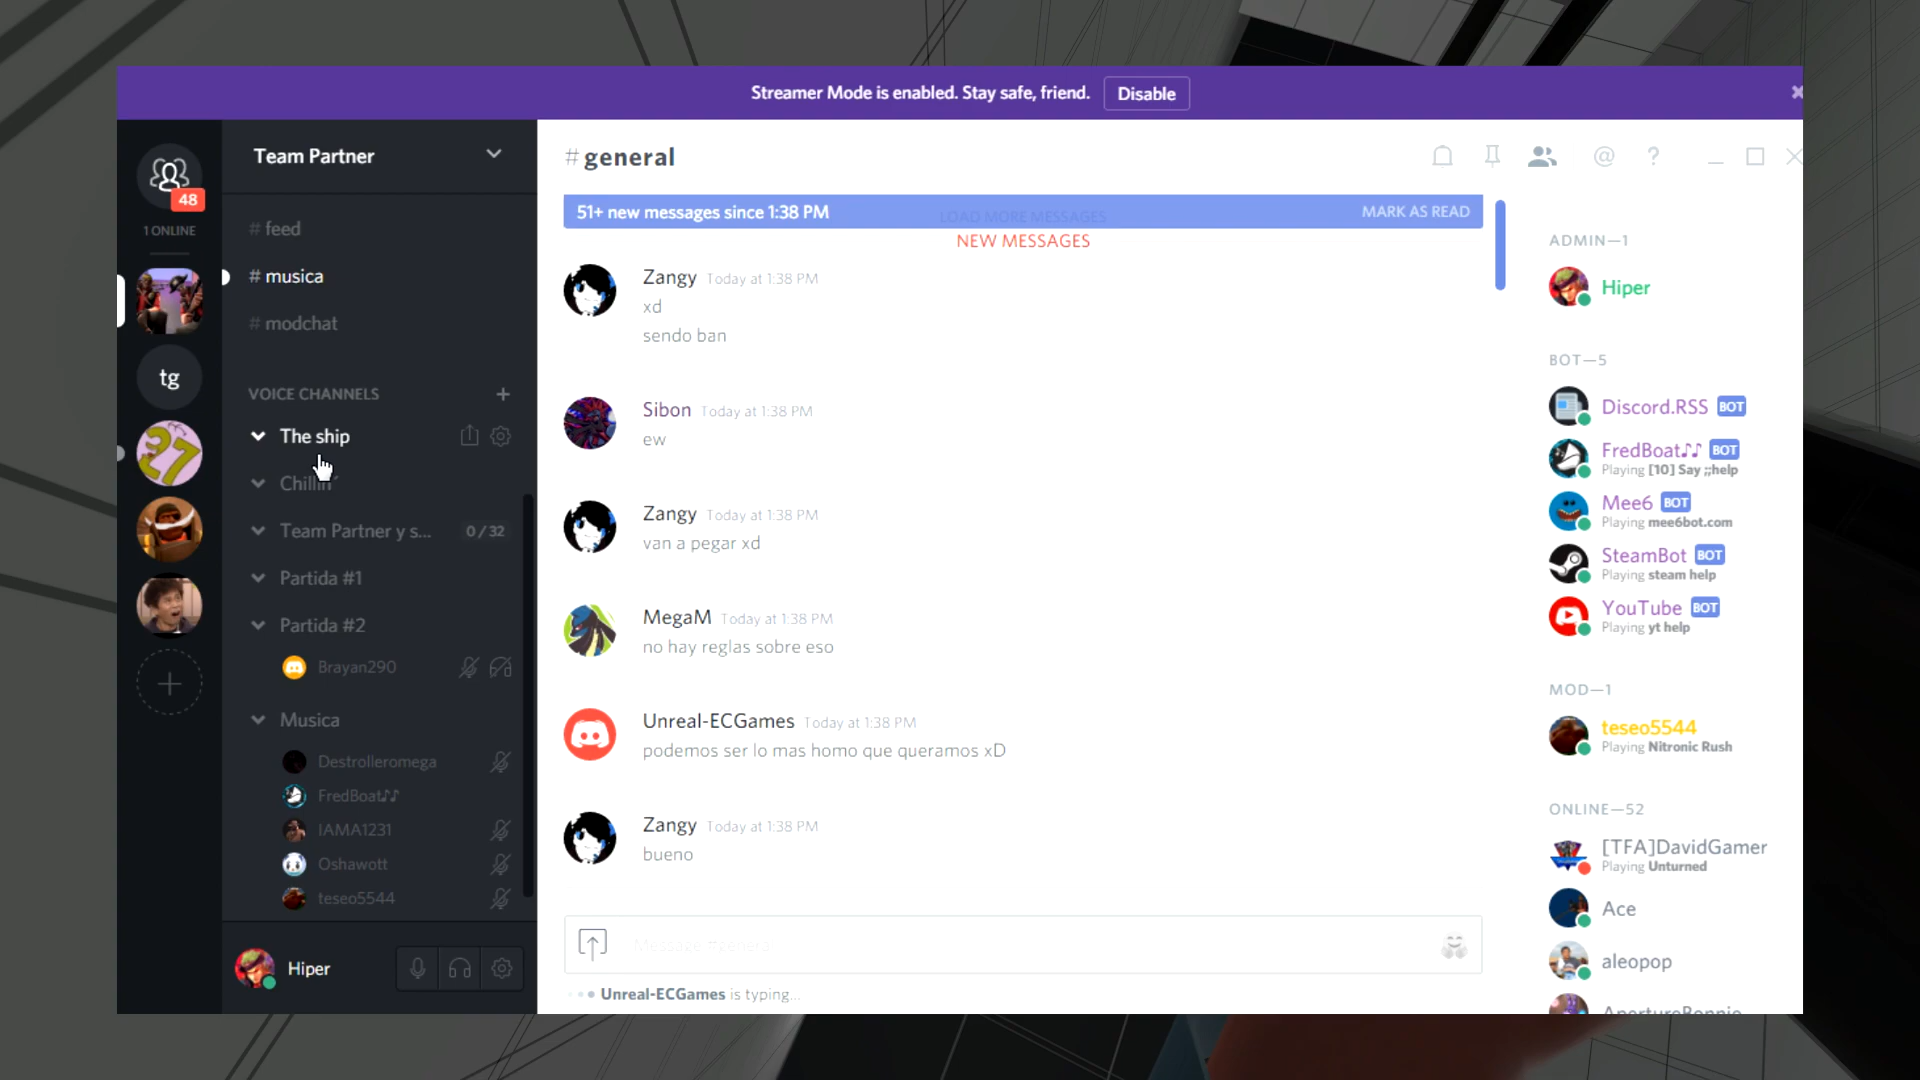 Streamer Mode is enabled. Stay safe, friend. Disable
48
1 ONLINE
tg
27
Team Partner
# feed
# musica
# modchat
VOICE CHANNELS
The ship
Chillin'
Team Partner y s... 0 / 32
Partida #1
Partida #2
Brayan290
Musica
Destrolleromega
FredBoat♪♪
IAMA1231
Oshawott
teseo5544
Hiper
# general
51+ new messages since 1:38 PM MARK AS READ
LOAD MORE MESSAGES
NEW MESSAGES
Zangy Today at 1:38 PM
xd
sendo ban
Sibon Today at 1:38 PM
ew
Zangy Today at 1:38 PM
van a pegar xd
MegaM Today at 1:38 PM
no hay reglas sobre eso
Unreal-ECGames Today at 1:38 PM
podemos ser lo mas homo que queramos xD
Zangy Today at 1:38 PM
bueno
Message #general
Unreal-ECGames is typing...
ADMIN—1
Hiper
BOT—5
Discord.RSS BOT
FredBoat♪♪ BOT
Playing [10] Say ;;help
Mee6 BOT
Playing mee6bot.com
SteamBot BOT
Playing steam help
YouTube BOT
Playing yt help
MOD—1
teseo5544
Playing Nitronic Rush
ONLINE—52
[TFA]DavidGamer
Playing Unturned
Ace
aleopop